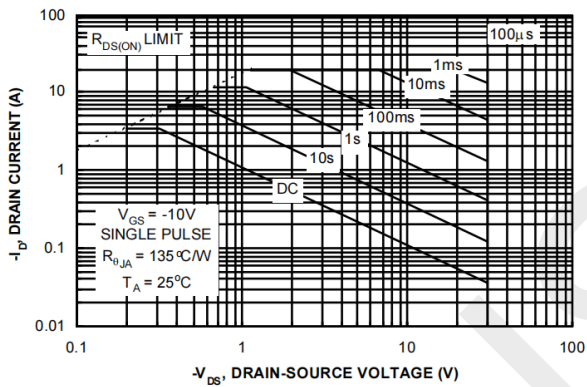 100
10
1
0.1
0.01
-I_D, DRAIN CURRENT (A)
R_DS(ON) LIMIT
100μs
1ms
10ms
100ms
1s
10s
DC
V_GS = -10V
SINGLE PULSE
R_θJA = 135°C/W
T_A = 25°C
0.1
1
10
100
-V_DS, DRAIN-SOURCE VOLTAGE (V)